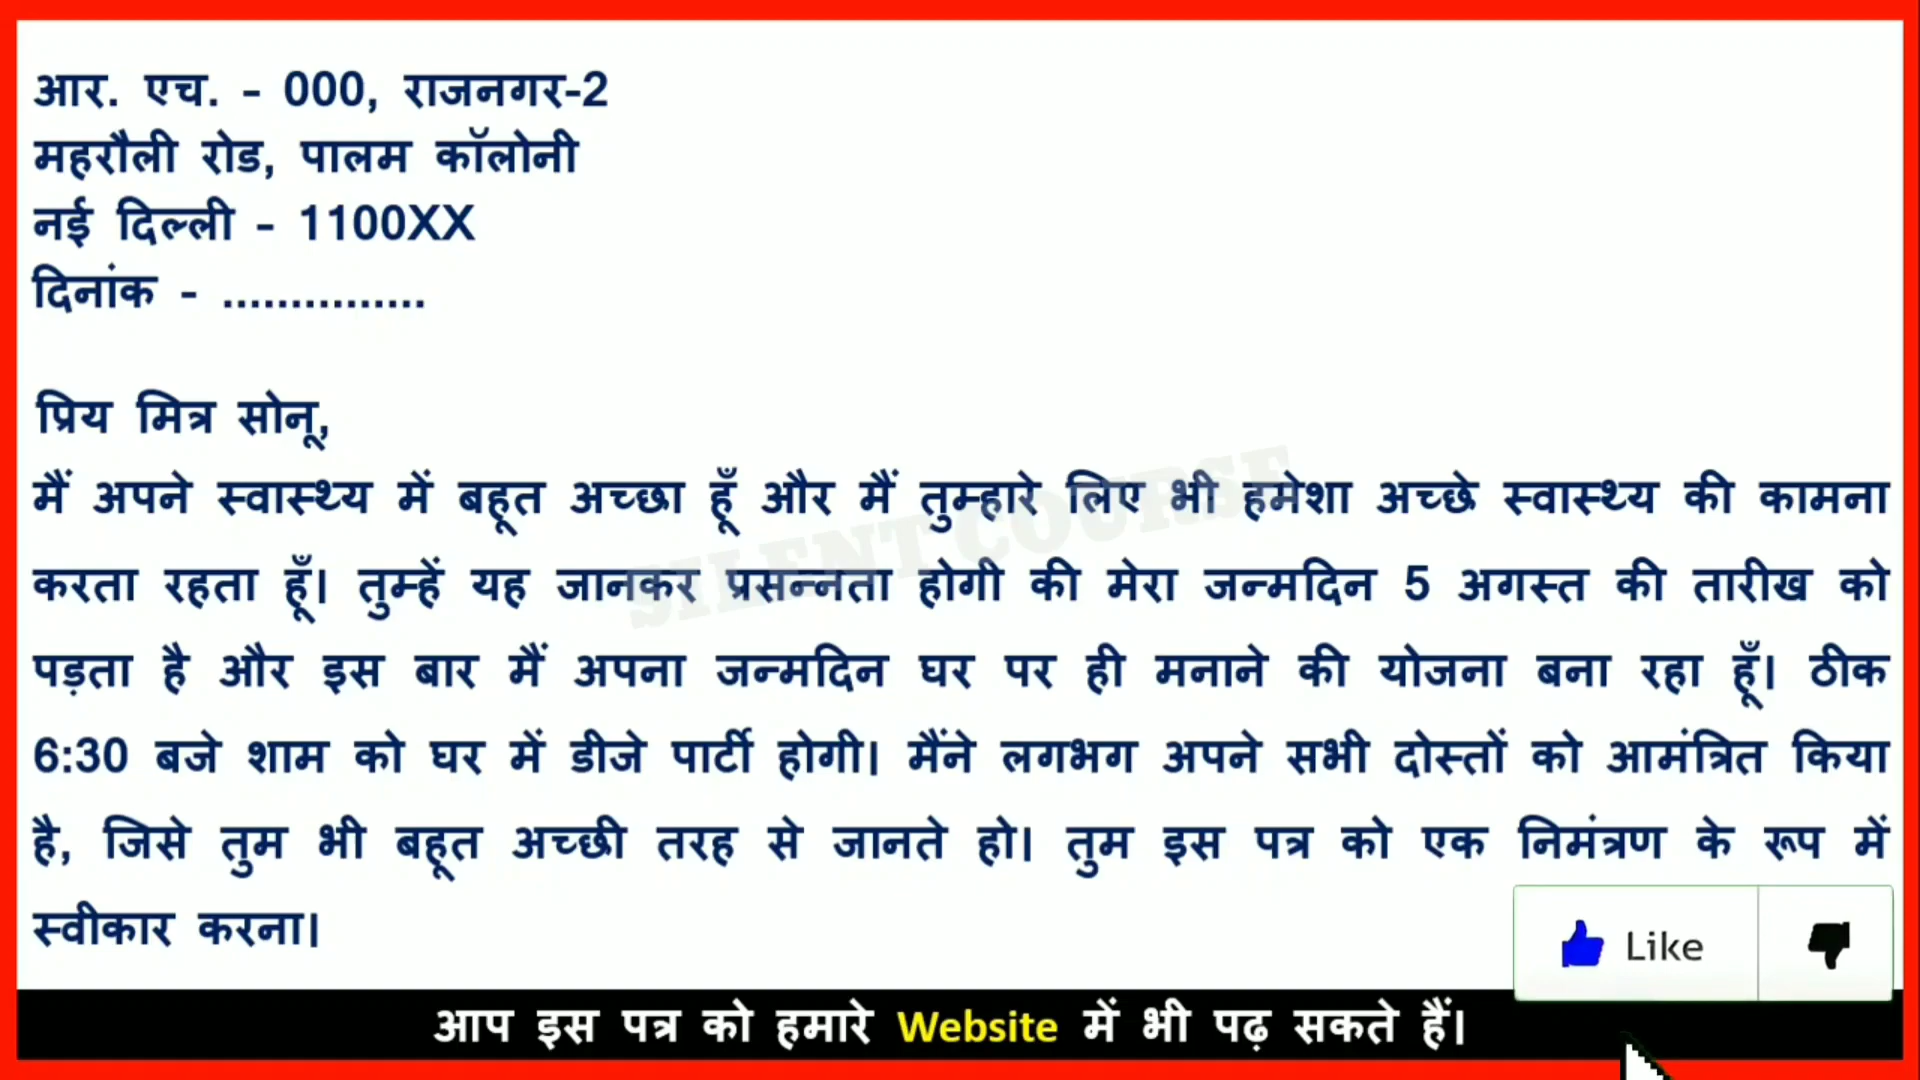 आर. एच. - 000, राजनगर-2
महरौली रोड, पालम कॉलोनी
नई दिल्ली - 1100XX
दिनांक - ...............
प्रिय मित्र सोनू,
मैं अपने स्वास्थ्य में बहूत अच्छा हूँ और मैं तुम्हारे लिए भी हमेशा अच्छे स्वास्थ्य की कामना
करता रहता हूँ। तुम्हें यह जानकर प्रसन्नता होगी की मेरा जन्मदिन 5 अगस्त की तारीख को
पड़ता है और इस बार मैं अपना जन्मदिन घर पर ही मनाने की योजना बना रहा हूँ। ठीक
6:30 बजे शाम को घर में डीजे पार्टी होगी। मैंने लगभग अपने सभी दोस्तों को आमंत्रित किया
है, जिसे तुम भी बहूत अच्छी तरह से जानते हो। तुम इस पत्र को एक निमंत्रण के रूप में
स्वीकार करना।
SILENT COURSE
Like
आप इस पत्र को हमारे Website में भी पढ़ सकते हैं।